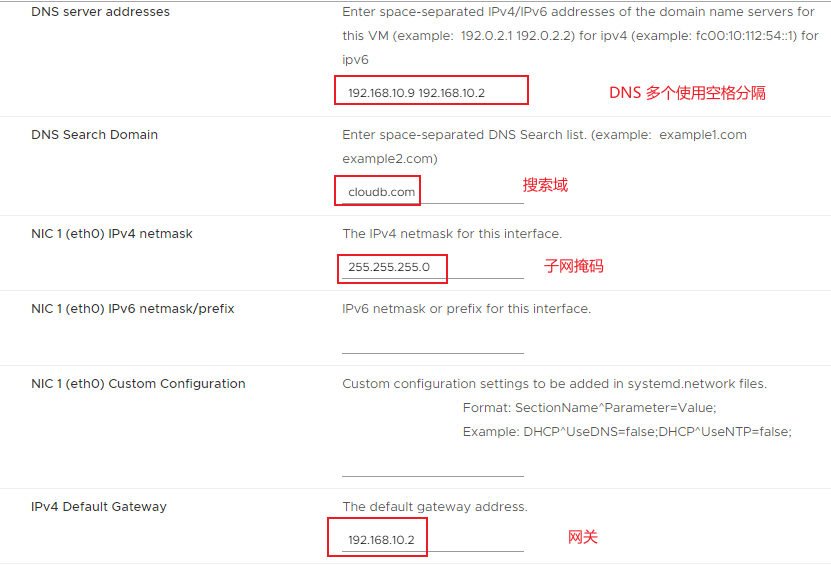 DNS server addresses
Enter space-separated IPv4/IPv6 addresses of the domain name servers for
this VM (example: 192.0.2.1 192.0.2.2) for ipv4 (example: fc00:10:112:54::1) for
ipv6
192.168.10.9 192.168.10.2
DNS 多个使用空格分隔
DNS Search Domain
Enter space-separated DNS Search list. (example: example1.com
example2.com)
cloudb.com
搜索域
NIC 1 (eth0) IPv4 netmask
The IPv4 netmask for this interface.
255.255.255.0
子网掩码
NIC 1 (eth0) IPv6 netmask/prefix
IPv6 netmask or prefix for this interface.
NIC 1 (eth0) Custom Configuration
Custom configuration settings to be added in systemd.network files.
Format: SectionName^Parameter=Value;
Example: DHCP^UseDNS=false;DHCP^UseNTP=false;
IPv4 Default Gateway
The default gateway address.
192.168.10.2
网关